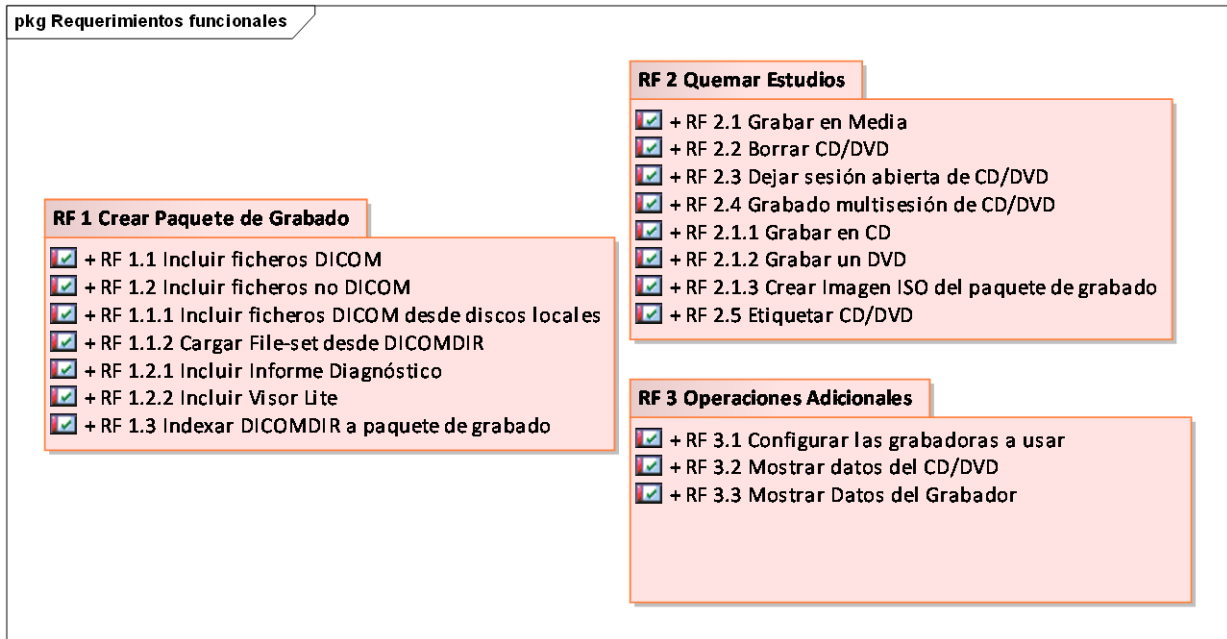 pkg Requerimientos funcionales
RF 1 Crear Paquete de Grabado
+ RF 1.1 Incluir ficheros DICOM
+ RF 1.2 Incluir ficheros no DICOM
+ RF 1.1.1 Incluir ficheros DICOM desde discos locales
+ RF 1.1.2 Cargar File-set desde DICOMDIR
+ RF 1.2.1 Incluir Informe Diagnóstico
+ RF 1.2.2 Incluir Visor Lite
+ RF 1.3 Indexar DICOMDIR a paquete de grabado
RF 2 Quemar Estudios
+ RF 2.1 Grabar en Media
+ RF 2.2 Borrar CD/DVD
+ RF 2.3 Dejar sesión abierta de CD/DVD
+ RF 2.4 Grabado multisesión de CD/DVD
+ RF 2.1.1 Grabar en CD
+ RF 2.1.2 Grabar un DVD
+ RF 2.1.3 Crear Imagen ISO del paquete de grabado
+ RF 2.5 Etiquetar CD/DVD
RF 3 Operaciones Adicionales
+ RF 3.1 Configurar las grabadoras a usar
+ RF 3.2 Mostrar datos del CD/DVD
+ RF 3.3 Mostrar Datos del Grabador